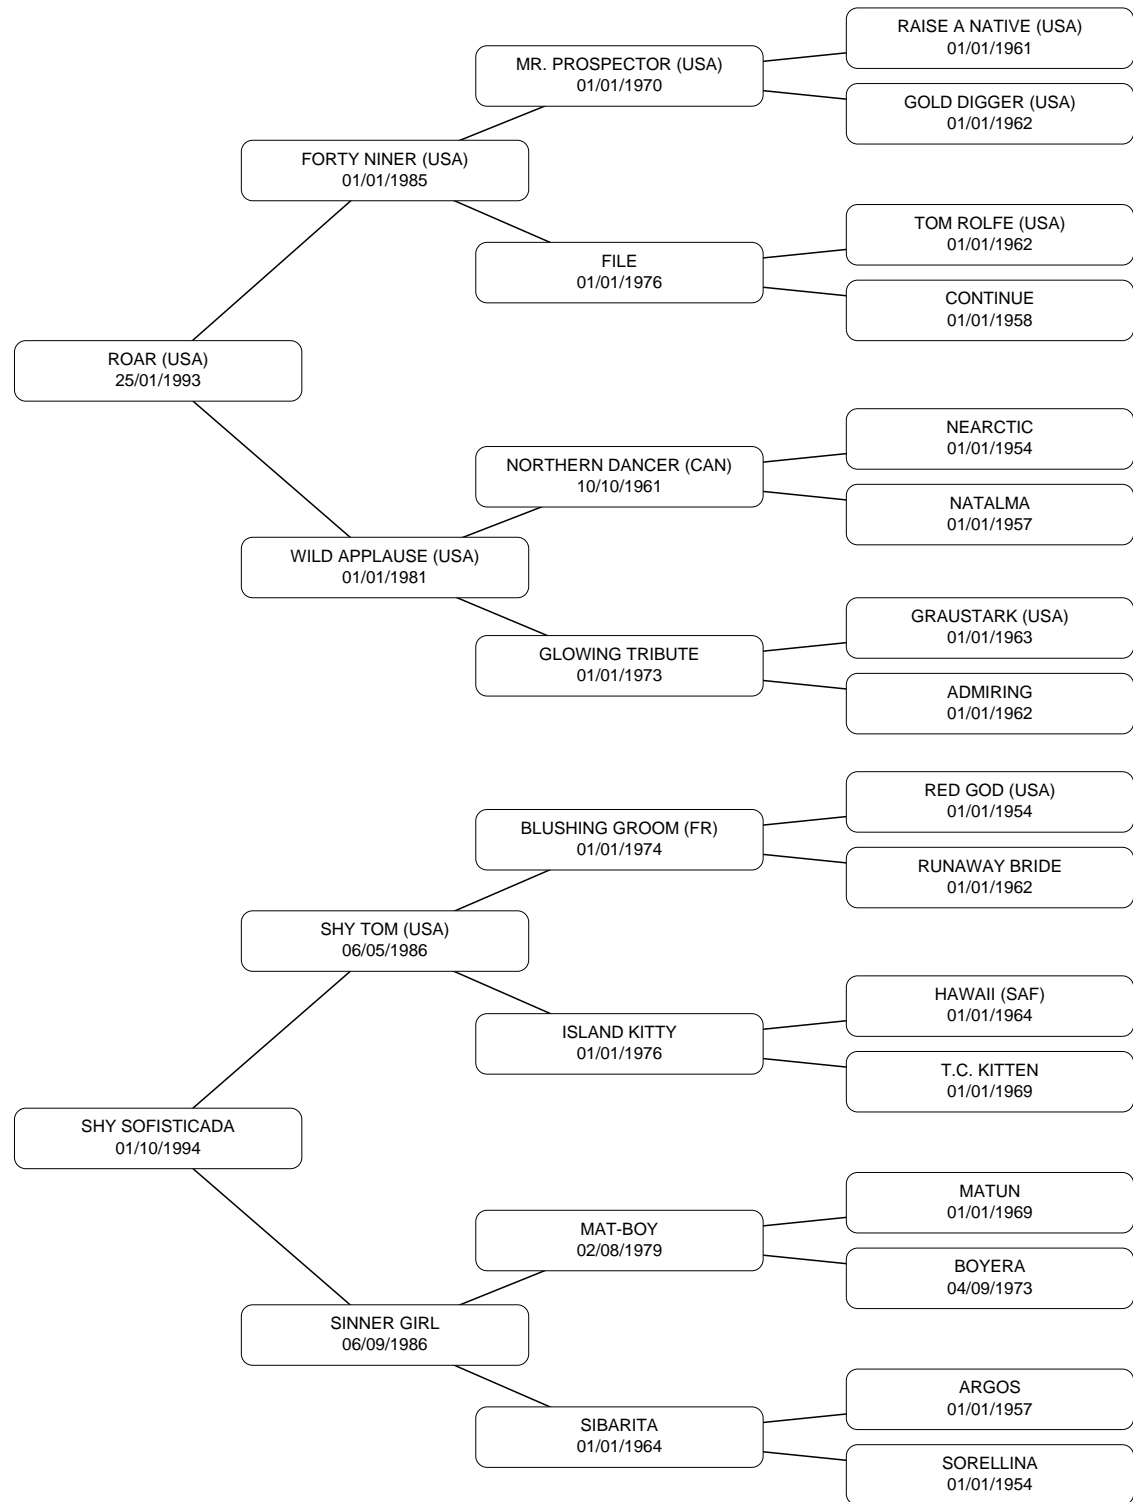 RAISE A NATIVE (USA)
01/01/1961
MR. PROSPECTOR (USA)
01/01/1970
GOLD DIGGER (USA)
01/01/1962
FORTY NINER (USA)
01/01/1985
TOM ROLFE (USA)
01/01/1962
FILE
01/01/1976
CONTINUE
01/01/1958
ROAR (USA)
25/01/1993
NEARCTIC
01/01/1954
NORTHERN DANCER (CAN)
10/10/1961
NATALMA
01/01/1957
WILD APPLAUSE (USA)
01/01/1981
GRAUSTARK (USA)
01/01/1963
GLOWING TRIBUTE
01/01/1973
ADMIRING
01/01/1962
RED GOD (USA)
01/01/1954
BLUSHING GROOM (FR)
01/01/1974
RUNAWAY BRIDE
01/01/1962
SHY TOM (USA)
06/05/1986
HAWAII (SAF)
01/01/1964
ISLAND KITTY
01/01/1976
T.C. KITTEN
01/01/1969
SHY SOFISTICADA
01/10/1994
MATUN
01/01/1969
MAT-BOY
02/08/1979
BOYERA
04/09/1973
SINNER GIRL
06/09/1986
ARGOS
01/01/1957
SIBARITA
01/01/1964
SORELLINA
01/01/1954